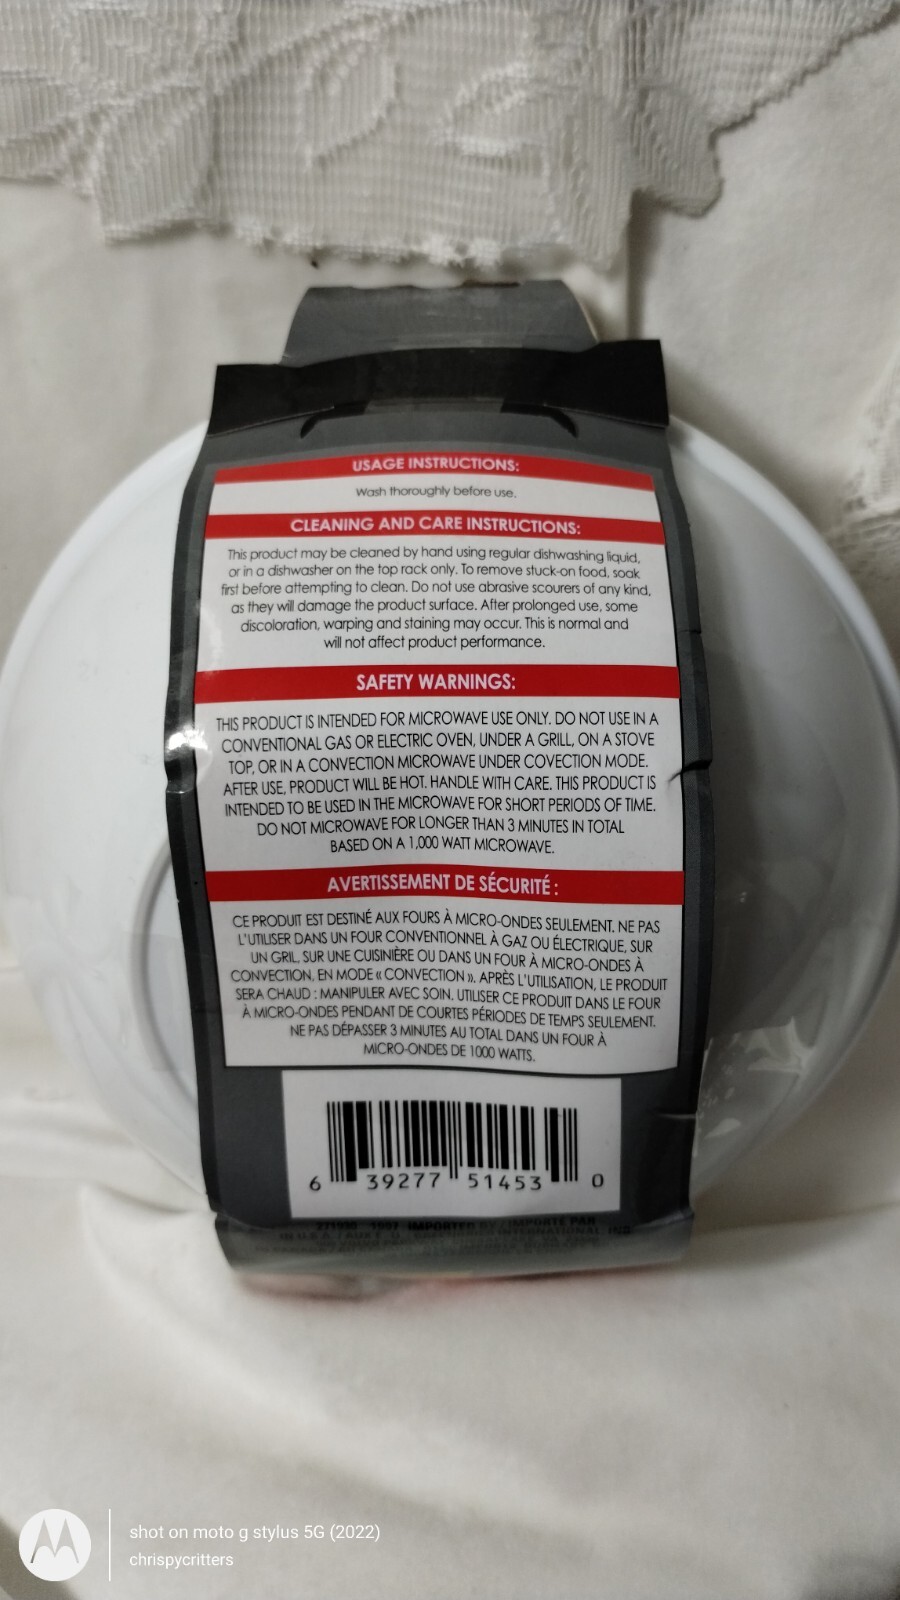 USAGE INSTRUCTIONS:
Wash thoroughly before use.
CLEANING AND CARE INSTRUCTIONS:
This product may be cleaned by hand using regular dishwashing liquid,
or in a dishwasher on the top rack only. To remove stuck-on food, soak
first before attempting to clean. Do not use abrasive scourers of any kind,
as they will damage the product surface. After prolonged use, some
discoloration, warping and staining may occur. This is normal and
will not affect product performance.
SAFETY WARNINGS:
THIS PRODUCT IS INTENDED FOR MICROWAVE USE ONLY. DO NOT USE IN A
CONVENTIONAL GAS OR ELECTRIC OVEN, UNDER A GRILL, ON A STOVE
TOP, OR IN A CONVECTION MICROWAVE UNDER COVECTION MODE.
AFTER USE, PRODUCT WILL BE HOT. HANDLE WITH CARE. THIS PRODUCT IS
INTENDED TO BE USED IN THE MICROWAVE FOR SHORT PERIODS OF TIME.
DO NOT MICROWAVE FOR LONGER THAN 3 MINUTES IN TOTAL
BASED ON A 1,000 WATT MICROWAVE.
AVERTISSEMENT DE SÉCURITÉ :
CE PRODUIT EST DESTINÉ AUX FOURS À MICRO-ONDES SEULEMENT. NE PAS
L'UTILISER DANS UN FOUR CONVENTIONNEL À GAZ OU ÉLECTRIQUE, SUR
UN GRIL, SUR UNE CUISINIÈRE OU DANS UN FOUR À MICRO-ONDES À
CONVECTION, EN MODE « CONVECTION ». APRÈS L'UTILISATION, LE PRODUIT
SERA CHAUD : MANIPULER AVEC SOIN. UTILISER CE PRODUIT DANS LE FOUR
À MICRO-ONDES PENDANT DE COURTES PÉRIODES DE TEMPS SEULEMENT.
NE PAS DÉPASSER 3 MINUTES AU TOTAL DANS UN FOUR À
MICRO-ONDES DE 1000 WATTS.
6 39277 51453 0
IMPORTED BY / IMPORTÉ PAR
shot on moto g stylus 5G (2022)
chrispycritters